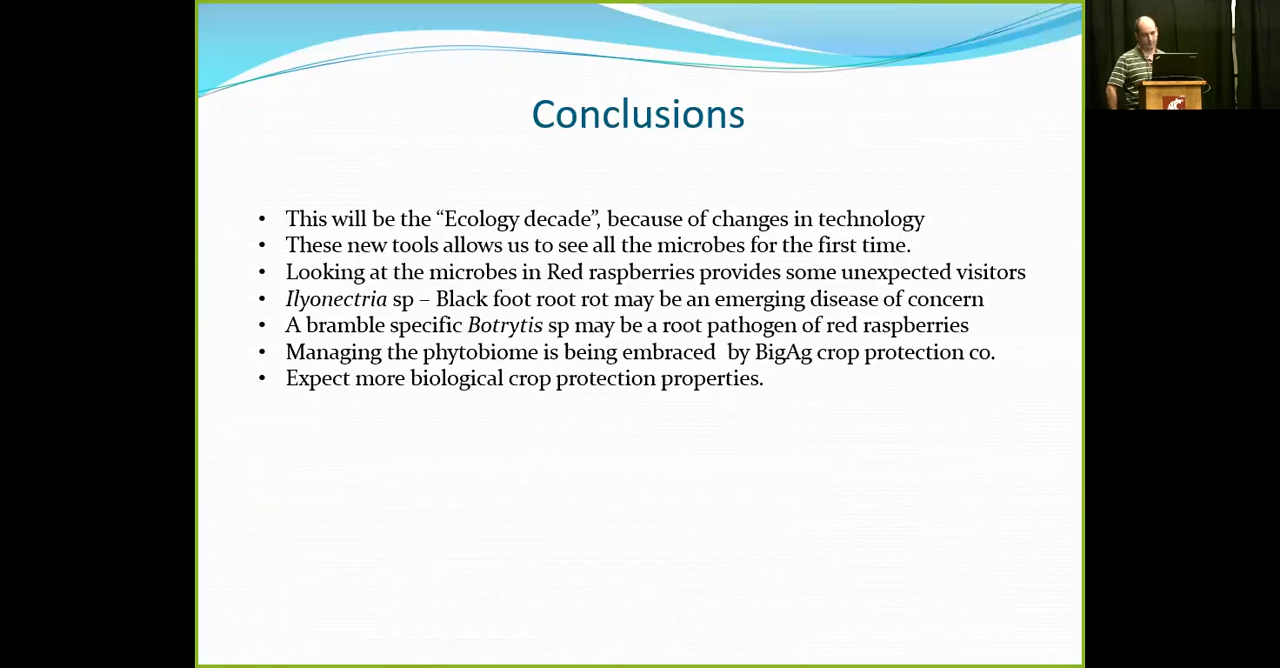 Conclusions
• This will be the “Ecology decade”, because of changes in technology
• These new tools allows us to see all the microbes for the first time.
• Looking at the microbes in Red raspberries provides some unexpected visitors
• Ilyonectria sp – Black foot root rot may be an emerging disease of concern
• A bramble specific Botrytis sp may be a root pathogen of red raspberries
• Managing the phytobiome is being embraced  by BigAg crop protection co.
• Expect more biological crop protection properties.